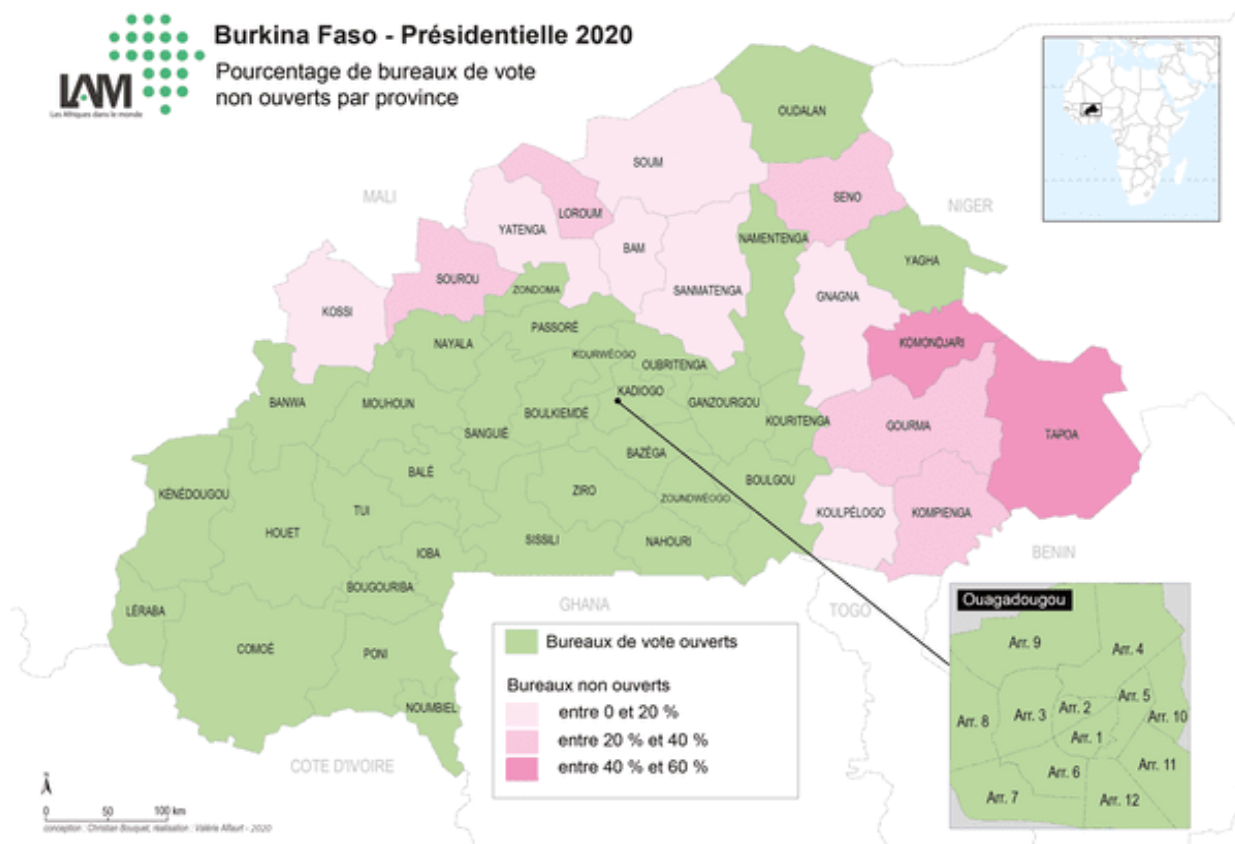 Burkina Faso - Présidentielle 2020
Pourcentage de bureaux de vote
non ouverts par province
LAM
Les Afriques dans le monde
OUDALAN
SOUM
MALI
LOROUM
SENO
NIGER
YATENGA
BAM
NAMENTENGA
SOUROU
YAGHA
ZONDOMA
SANMATENGA
GNAGNA
KOSSI
PASSORÉ
NAYALA
KOMONDJARI
KOURWÉOGO
OUBRITENGA
BANWA
MOUHOUN
KADIOGO
GANZOURGOU
BOULKIEMDÉ
KOURITENGA
SANGUIÉ
GOURMA
TAPOA
BAZÉGA
BALÉ
BOULGOU
KÉNÉDOUGOU
ZIRO
ZOUNDWÉOGO
TUI
KOULPÉLOGO
KOMPIENGA
HOUET
SISSILI
NAHOURI
IOBA
BENIN
BOUGOURIBA
LÉRABA
GHANA
TOGO
COMOÉ
PONI
NOUMBIEL
COTE D'IVOIRE
Bureaux de vote ouverts
Bureaux non ouverts
entre 0 et 20 %
entre 20 % et 40 %
entre 40 % et 60 %
Ouagadougou
Arr. 9
Arr. 4
Arr. 5
Arr. 8
Arr. 3
Arr. 2
Arr. 10
Arr. 1
Arr. 11
Arr. 6
Arr. 7
Arr. 12
N
0 50 100 km
conception : Christian Bouquet; réalisation : Valérie Alfaurt - 2020